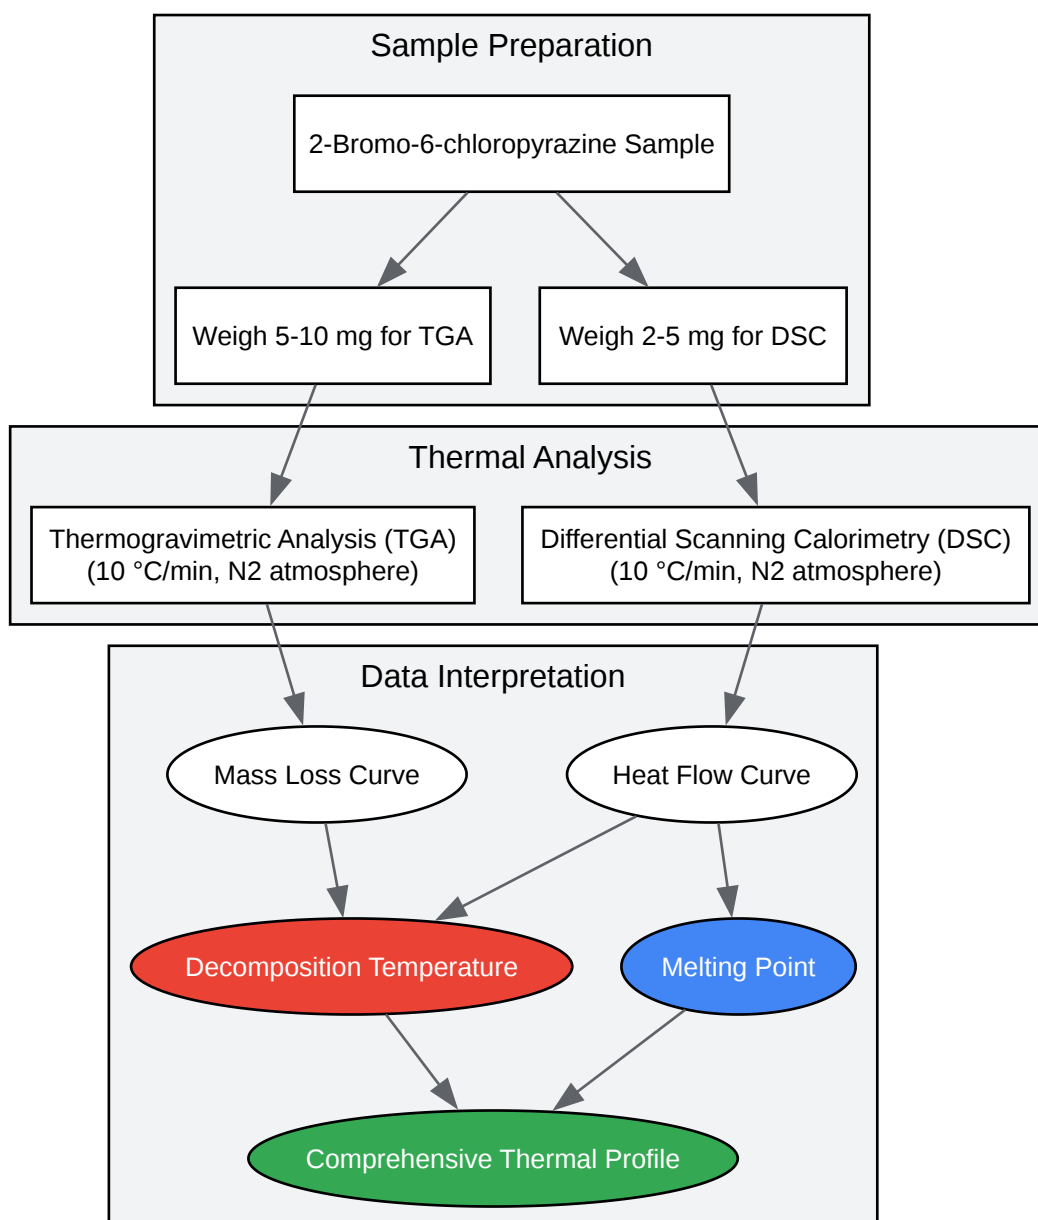 Sample Preparation
2-Bromo-6-chloropyrazine Sample
Weigh 5-10 mg for TGA
Weigh 2-5 mg for DSC
Thermal Analysis
Thermogravimetric Analysis (TGA)
(10 °C/min, N2 atmosphere)
Differential Scanning Calorimetry (DSC)
(10 °C/min, N2 atmosphere)
Data Interpretation
Mass Loss Curve
Heat Flow Curve
Decomposition Temperature
Melting Point
Comprehensive Thermal Profile